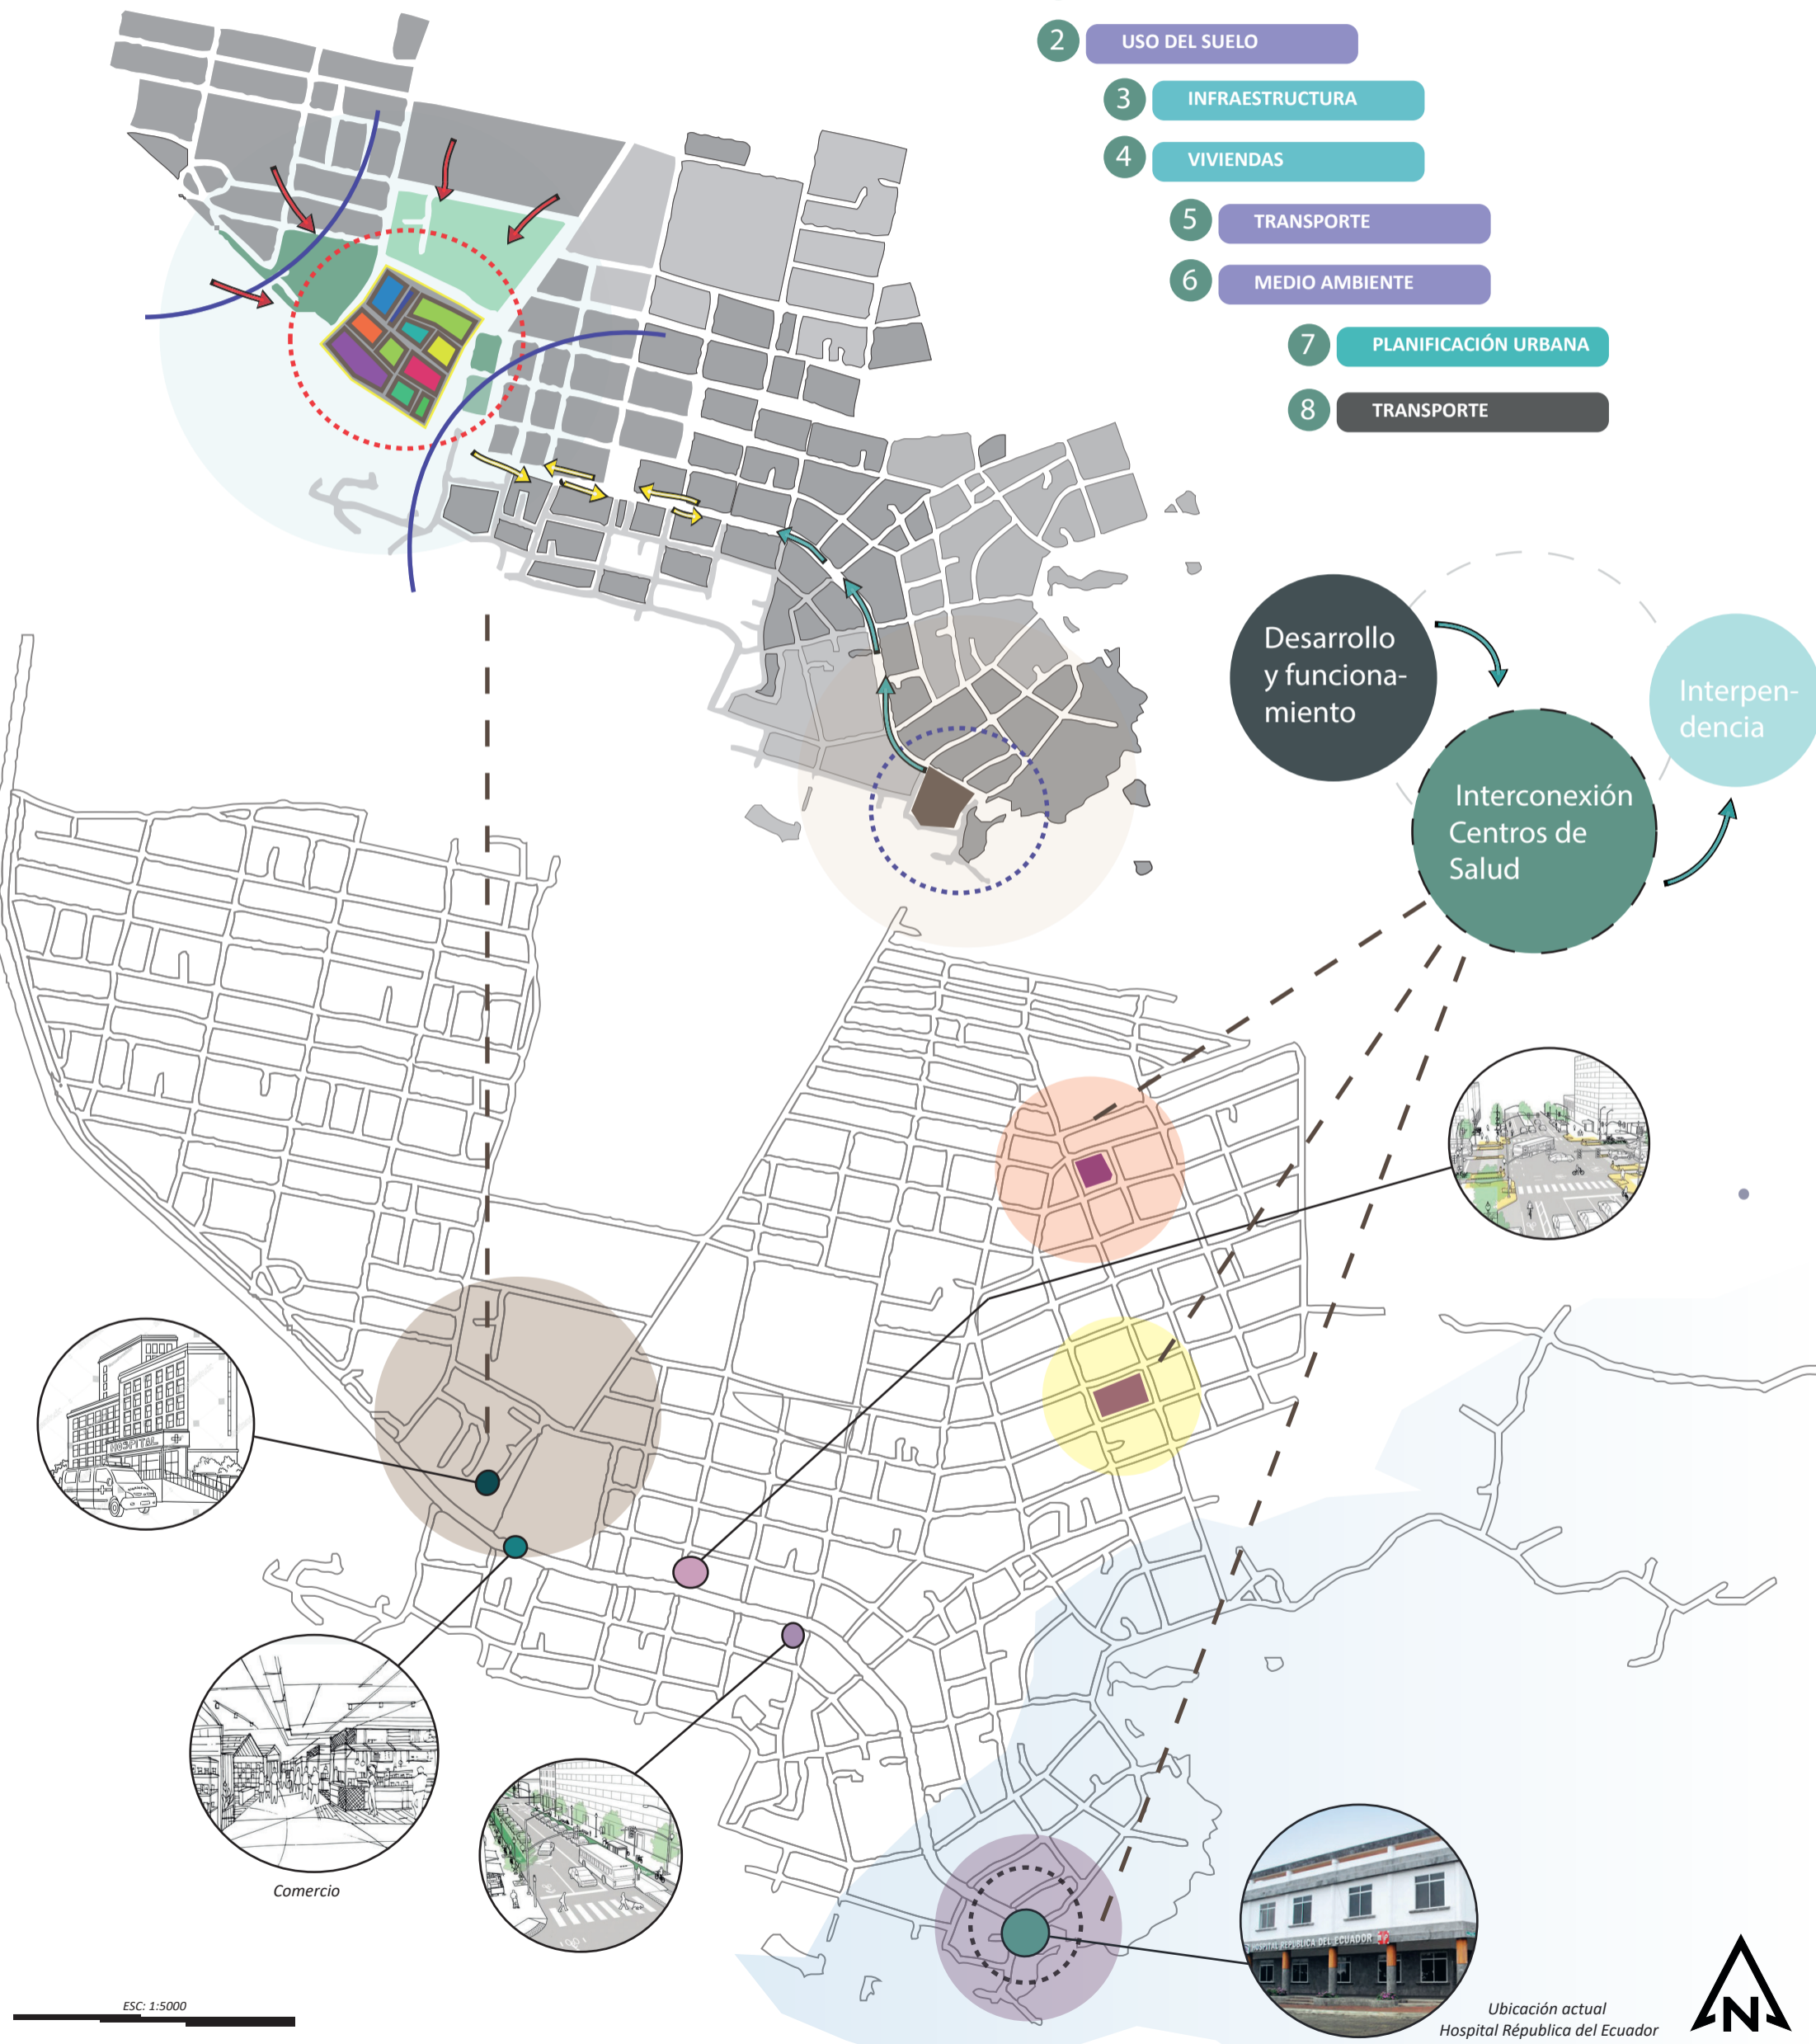 2 USO DEL SUELO
3 INFRAESTRUCTURA
4 VIVIENDAS
5 TRANSPORTE
6 MEDIO AMBIENTE
7 PLANIFICACIÓN URBANA
8 TRANSPORTE
Desarrollo
y funciona-
miento
Interpen-
dencia
Interconexión
Centros de
Salud
HOSPITAL
Comercio
HOSPITAL REPUBLICA DEL ECUADOR
ESC: 1:5000
Ubicación actual
Hospital Républica del Ecuador
N